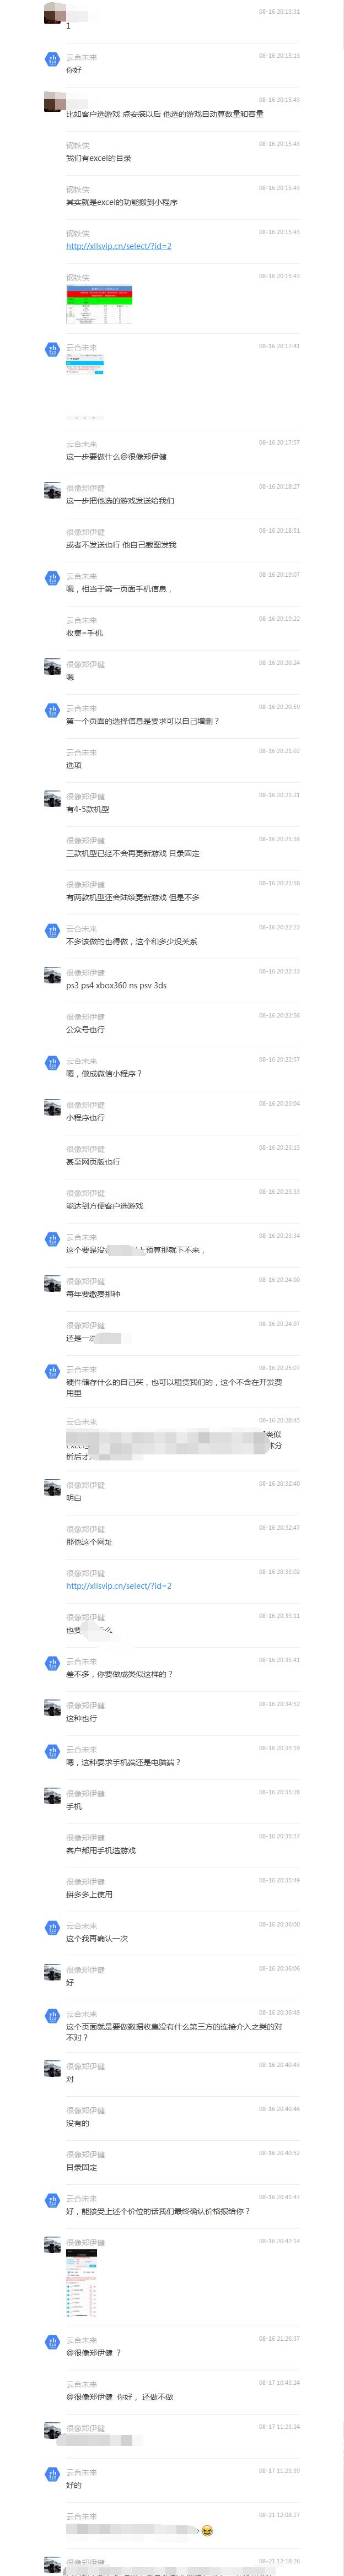 08-16 20:13:31
1
云合未来
08-16 20:15:13
你好
08-16 20:15:43
比如客户选游戏 点安装以后 他选的游戏自动算数量和容量
钢铁侠
08-16 20:15:43
我们有excel的目录
钢铁侠
08-16 20:15:43
其实就是excel的功能搬到小程序
钢铁侠
08-16 20:15:43
http://xllsvip.cn/select/?id=2
钢铁侠
08-16 20:15:43
云合未来
08-16 20:17:41
云合未来
08-16 20:17:57
这一步要做什么@很像郑伊健
很像郑伊健
08-16 20:18:27
这一步把他选的游戏发送给我们
很像郑伊健
08-16 20:18:51
或者不发送也行 他自己截图发我
云合未来
08-16 20:19:07
嗯，相当于第一页面手机信息，
云合未来
08-16 20:19:22
收集=手机
很像郑伊健
08-16 20:20:24
嗯
云合未来
08-16 20:20:59
第一个页面的选择信息是要求可以自己增删？
云合未来
08-16 20:21:02
选项
很像郑伊健
08-16 20:21:21
有4-5款机型
很像郑伊健
08-16 20:21:38
三款机型已经不会再更新游戏 目录固定
很像郑伊健
08-16 20:21:58
有两款机型还会陆续更新游戏 但是不多
云合未来
08-16 20:22:22
不多该做的也得做，这个和多少没关系
很像郑伊健
08-16 20:22:33
ps3 ps4 xbox360 ns psv 3ds
很像郑伊健
08-16 20:22:56
公众号也行
云合未来
08-16 20:22:57
嗯，做成微信小程序？
很像郑伊健
08-16 20:23:04
小程序也行
很像郑伊健
08-16 20:23:13
甚至网页版也行
很像郑伊健
08-16 20:23:33
能达到方便客户选游戏
云合未来
08-16 20:23:34
这个要是没 上预算那就下不来，
很像郑伊健
08-16 20:24:00
每年要缴费那种
很像郑伊健
08-16 20:24:07
还是一次
云合未来
08-16 20:25:07
硬件储存什么的自己买，也可以租赁我们的，这个不含在开发费
用里
云合未来
08-16 20:28:45
类似
析后才
很像郑伊健
08-16 20:32:40
明白
很像郑伊健
08-16 20:32:47
那他这个网址
很像郑伊健
08-16 20:33:02
http://xllsvip.cn/select/?id=2
很像郑伊健
08-16 20:33:11
也要 么
云合未来
08-16 20:33:41
差不多，你要做成类似这样的？
很像郑伊健
08-16 20:34:52
这种也行
云合未来
08-16 20:35:19
嗯，这种要求手机端还是电脑端？
很像郑伊健
08-16 20:35:28
手机
很像郑伊健
08-16 20:35:37
客户都用手机选游戏
很像郑伊健
08-16 20:35:49
拼多多上使用
云合未来
08-16 20:36:00
这个我再确认一次
很像郑伊健
08-16 20:36:06
好
云合未来
08-16 20:36:49
这个页面就是要做数据收集没有什么第三方的连接介入之类的对
不对？
很像郑伊健
08-16 20:40:43
对
很像郑伊健
08-16 20:40:46
没有的
很像郑伊健
08-16 20:40:52
目录固定
云合未来
08-16 20:41:47
好，能接受上述个价位的话我们最终确认价格报给你？
很像郑伊健
08-16 20:42:14
云合未来
08-16 21:26:37
@很像郑伊健 ？
云合未来
08-17 10:43:24
@很像郑伊健 你好， 还做不做
很像郑伊健
08-17 11:23:24
云合未来
08-17 11:23:39
好的
云合未来
08-21 12:08:27
很像郑伊健
08-21 12:18:26